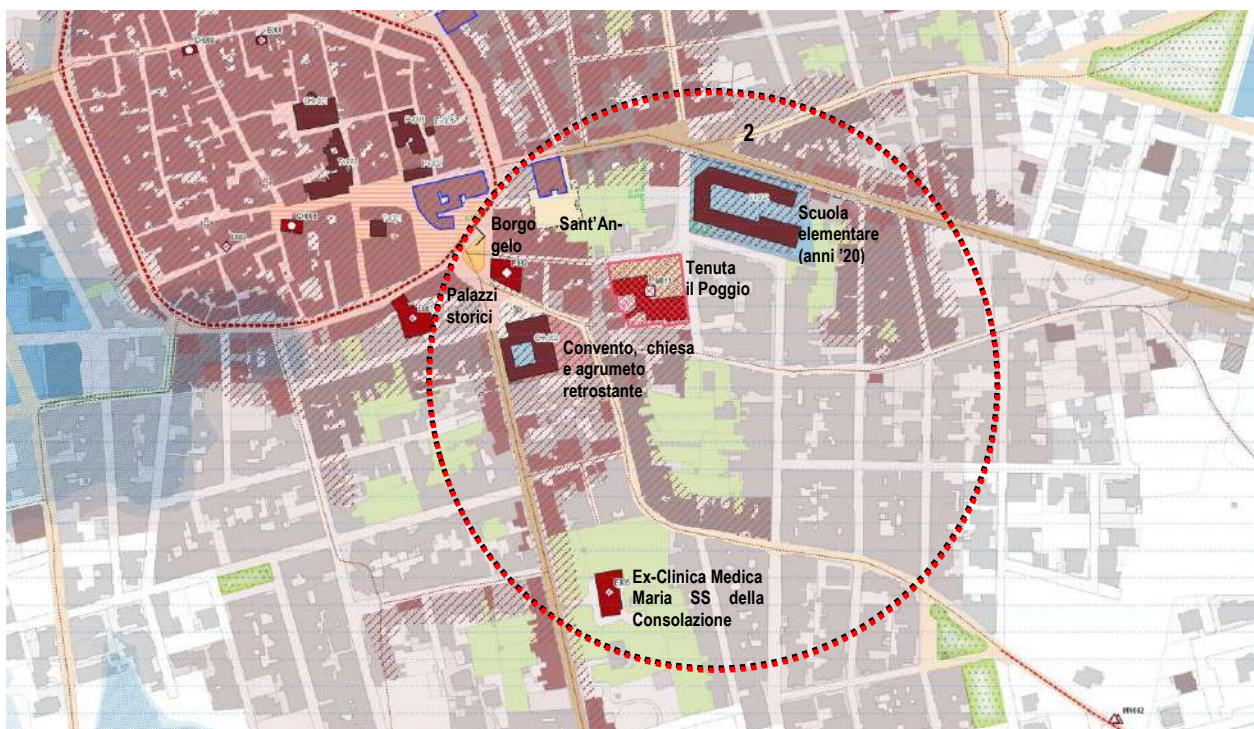 2
Scuola
elementare
(anni '20)
Borgo Sant'An-
gelo
Tenuta
il Poggio
Palazzi
storici
Convento, chiesa
e agrumeto
retrostante
Ex-Clinica Medica
Maria SS della
Consolazione